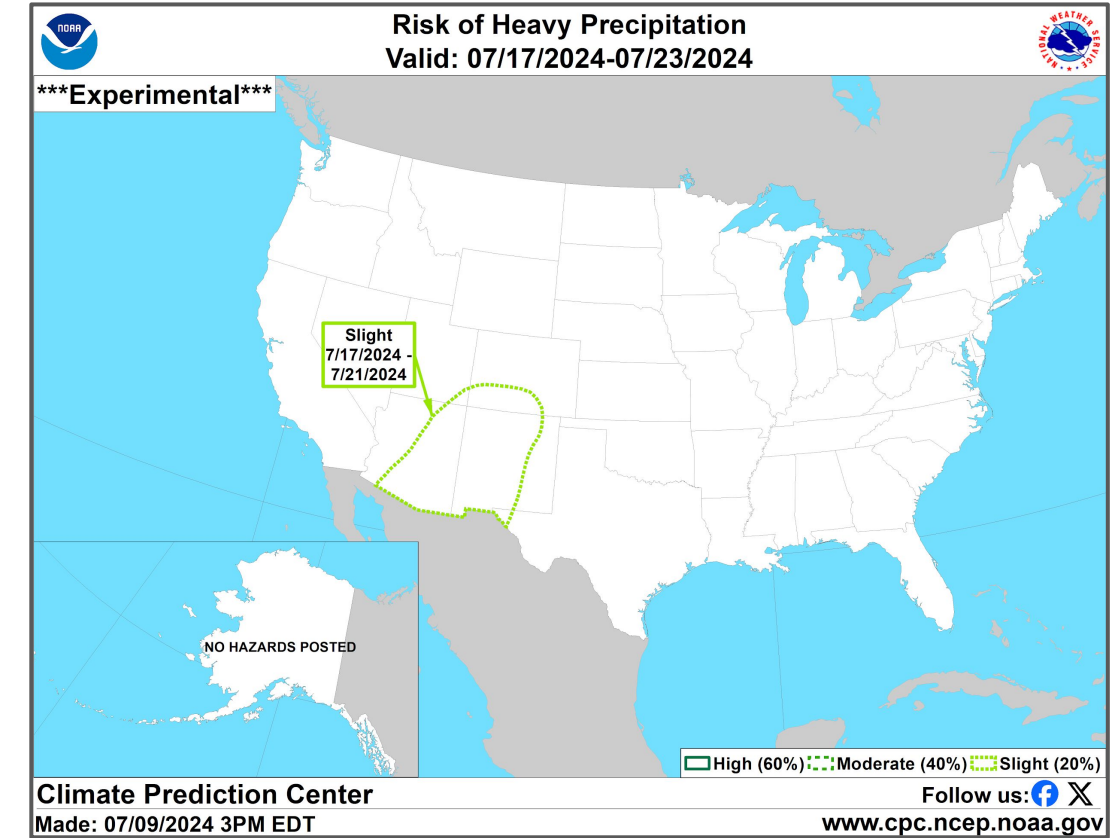 NOAA
Risk of Heavy Precipitation
Valid: 07/17/2024-07/23/2024
NATIONAL WEATHER SERVICE
***Experimental***
Slight
7/17/2024 -
7/21/2024
NO HAZARDS POSTED
High (60%) Moderate (40%) Slight (20%)
Climate Prediction Center
Follow us:
Made: 07/09/2024 3PM EDT
www.cpc.ncep.noaa.gov